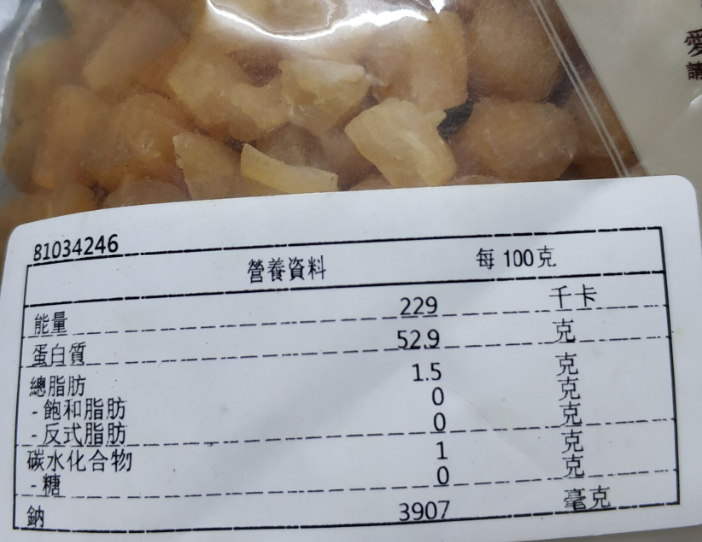 愛
請
81034246
營養資料 每 100克
能量 229 千卡
蛋白質 52.9 克
總脂肪 1.5 克
- 飽和脂肪 0 克
- 反式脂肪 0 克
碳水化合物 1 克
- 糖 0 克
鈉 3907 毫克